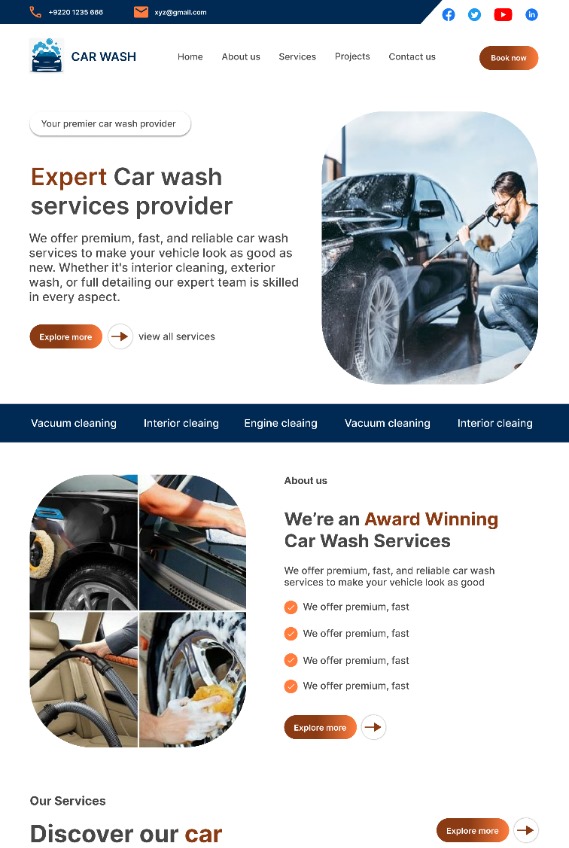 +9220 1235 666
xyz@gmail.com
CAR WASH
Home
About us
Services
Projects
Contact us
Book now
Your premier car wash provider
Expert Car wash
services provider
We offer premium, fast, and reliable car wash
services to make your vehicle look as good as
new. Whether it's interior cleaning, exterior
wash, or full detailing our expert team is skilled
in every aspect.
Explore more
view all services
Vacuum cleaning
Interior cleaing
Engine cleaing
Vacuum cleaning
Interior cleaing
About us
We're an Award Winning
Car Wash Services
We offer premium, fast, and reliable car wash
services to make your vehicle look as good
We offer premium, fast
We offer premium, fast
We offer premium, fast
We offer premium, fast
Explore more
Our Services
Discover our car
Explore more